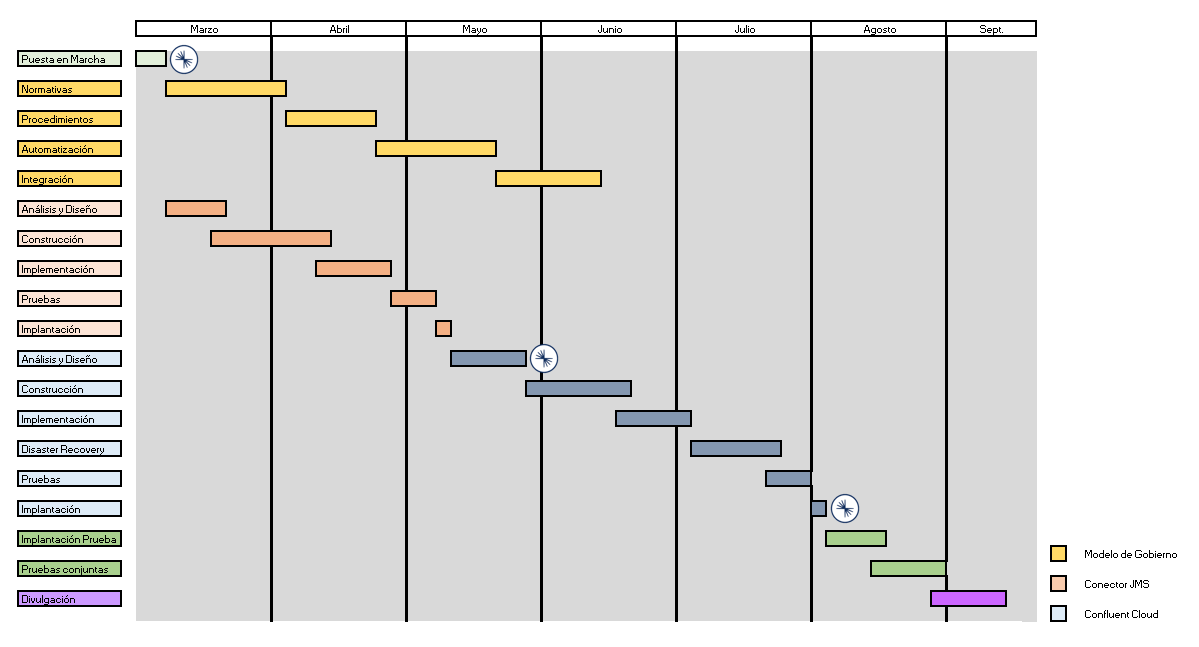 Marzo Abril Mayo Junio Julio Agosto Sept.
Puesta en Marcha
Normativas
Procedimientos
Automatización
Integración
Análisis y Diseño
Construcción
Implementación
Pruebas
Implantación
Análisis y Diseño
Construcción
Implementación
Disaster Recovery
Pruebas
Implantación
Implantación Prueba
Pruebas conjuntas
Divulgación
Modelo de Gobierno
Conector JMS
Confluent Cloud